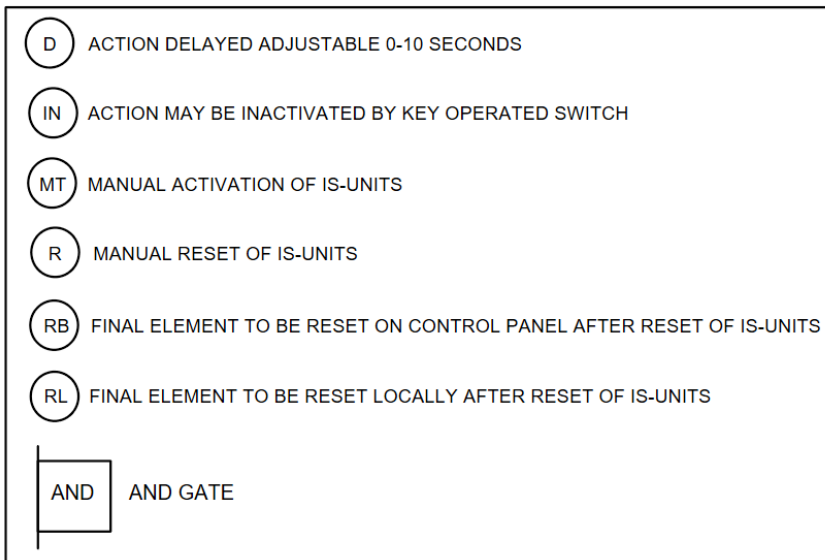 D ACTION DELAYED ADJUSTABLE 0-10 SECONDS
IN ACTION MAY BE INACTIVATED BY KEY OPERATED SWITCH
MT MANUAL ACTIVATION OF IS-UNITS
R MANUAL RESET OF IS-UNITS
RB FINAL ELEMENT TO BE RESET ON CONTROL PANEL AFTER RESET OF IS-UNITS
RL FINAL ELEMENT TO BE RESET LOCALLY AFTER RESET OF IS-UNITS
AND AND GATE